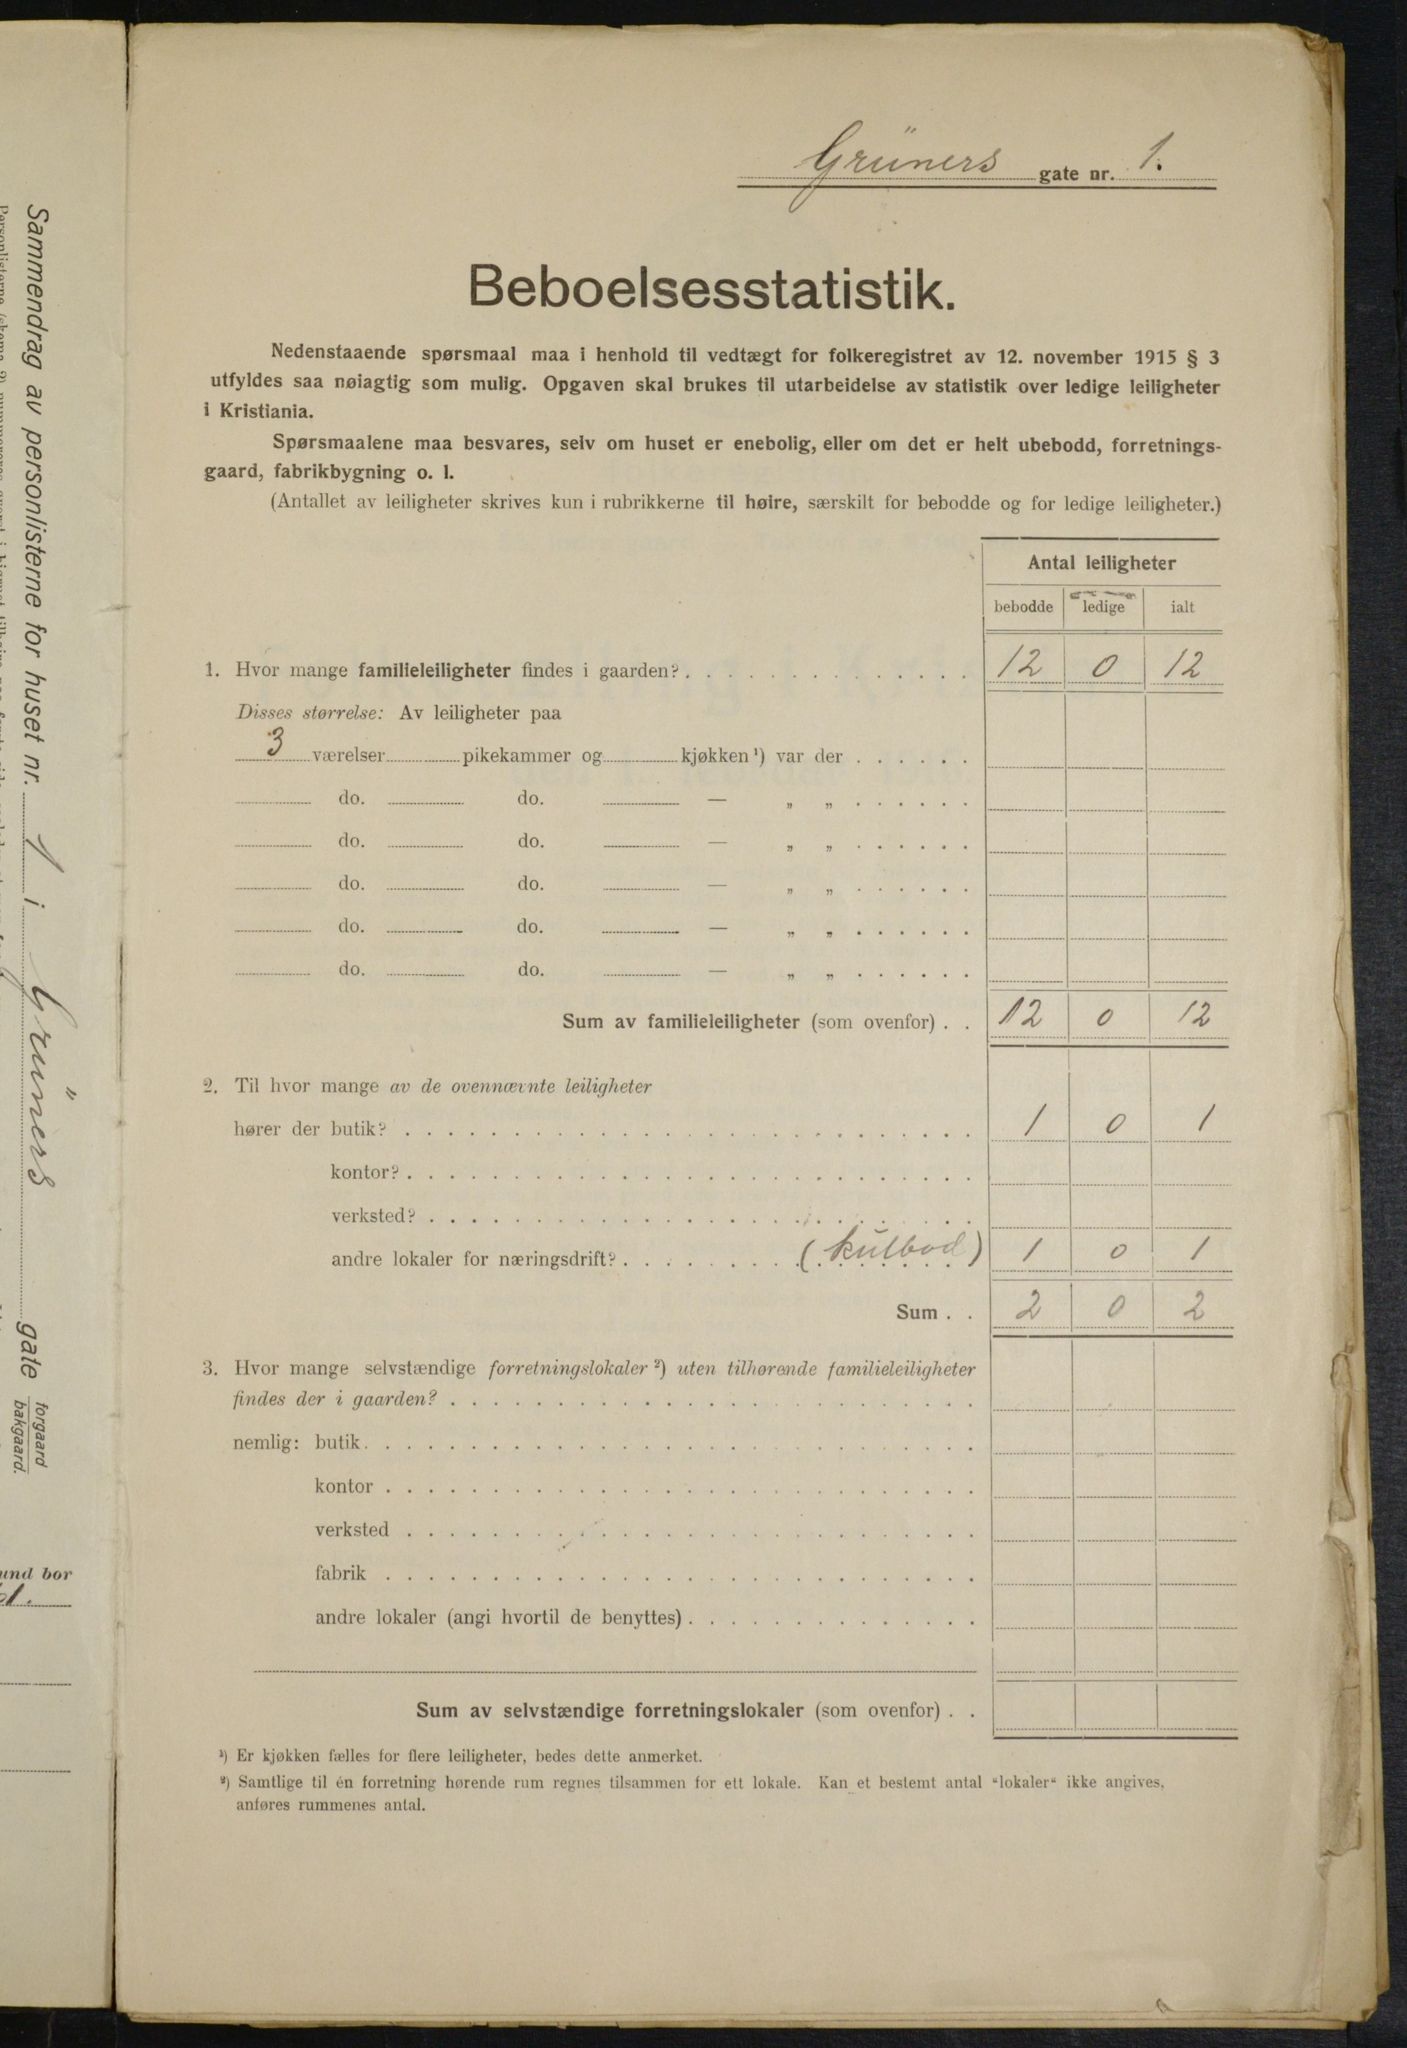 Grüners gate nr. 1.
Beboelsesstatistik.
Nedenstaaende spørsmaal maa i henhold til vedtægt for folkeregistret av 12. november 1915 § 3
utfyldes saa nøiagtig som mulig. Opgaven skal brukes til utarbeidelse av statistik over ledige leiligheter
i Kristiania.
Spørsmaalene maa besvares, selv om huset er enebolig, eller om det er helt ubebodd, forretnings-
gaard, fabrikbygning o. l.
(Antallet av leiligheter skrives kun i rubrikkerne til høire, særskilt for bebodde og for ledige leiligheter.)
Antal leiligheter
bebodde ledige ialt
1. Hvor mange familieleiligheter findes i gaarden? . . . . . . . . . . . . . . 12 0 12
Disses størrelse: Av leiligheter paa
3 værelser pikekammer og kjøkken ¹) var der . . . . . .
do. do. — „ „ . . . . . .
do. do. — „ „ . . . . . .
do. do. — „ „ . . . . . .
do. do. — „ „ . . . . . .
do. do. — „ „ . . . . . .
Sum av familieleiligheter (som ovenfor) . . 12 0 12
2. Til hvor mange av de ovennævnte leiligheter
hører der butik? . . . . . . . . . . . . . . . . . . . . . . . . . . . 1 0 1
kontor? . . . . . . . . . . . . . . . . . . . . . . . . . . .
verksted? . . . . . . . . . . . . . . . . . . . . . . . . . .
andre lokaler for næringsdrift? . . . . . . . . (kulbod) 1 0 1
Sum . . 2 0 2
3. Hvor mange selvstændige forretningslokaler ²) uten tilhørende familieleiligheter
findes der i gaarden? . . . . . . . . . . . . . . . . . . . . . . . . .
nemlig: butik. . . . . . . . . . . . . . . . . . . . . . . . . . . . .
kontor . . . . . . . . . . . . . . . . . . . . . . . . . . . .
verksted . . . . . . . . . . . . . . . . . . . . . . . . . . .
fabrik . . . . . . . . . . . . . . . . . . . . . . . . . . . .
andre lokaler (angi hvortil de benyttes) . . . . . . . . . . . . . .
Sum av selvstændige forretningslokaler (som ovenfor) . .
¹) Er kjøkken fælles for flere leiligheter, bedes dette anmerket.
²) Samtlige til én forretning hørende rum regnes tilsammen for ett lokale. Kan et bestemt antal "lokaler" ikke angives,
anføres rummenes antal.
Sammendrag av personlisterne for huset nr. 1 i Grüners gate forgaard
bakgaard.
und bor